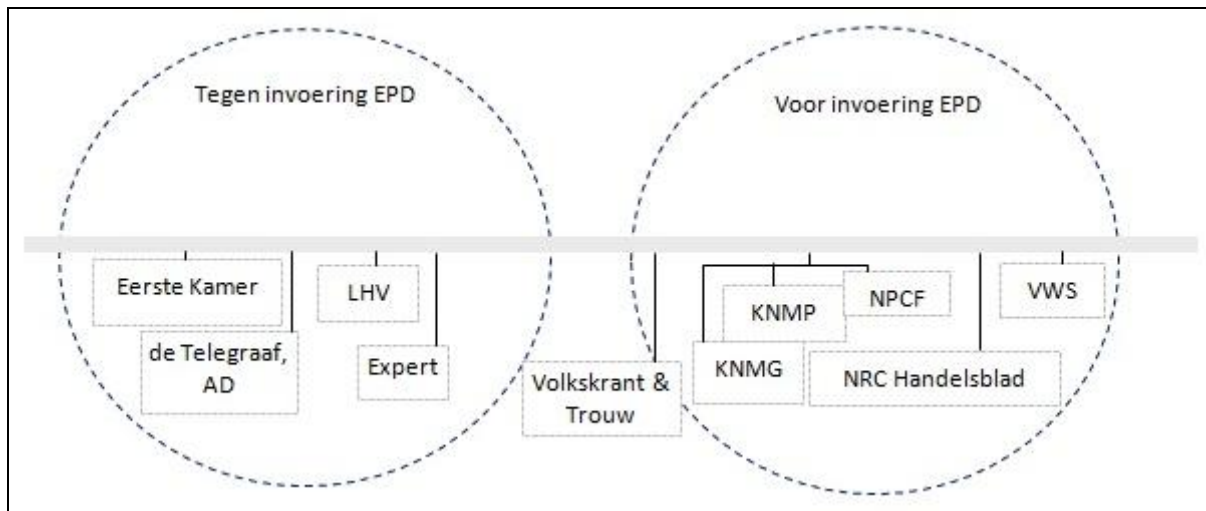 Tegen invoering EPD
Voor invoering EPD
Eerste Kamer
de Telegraaf,
AD
LHV
Expert
Volkskrant &
Trouw
KNMG
KNMP
NPCF
NRC Handelsblad
VWS